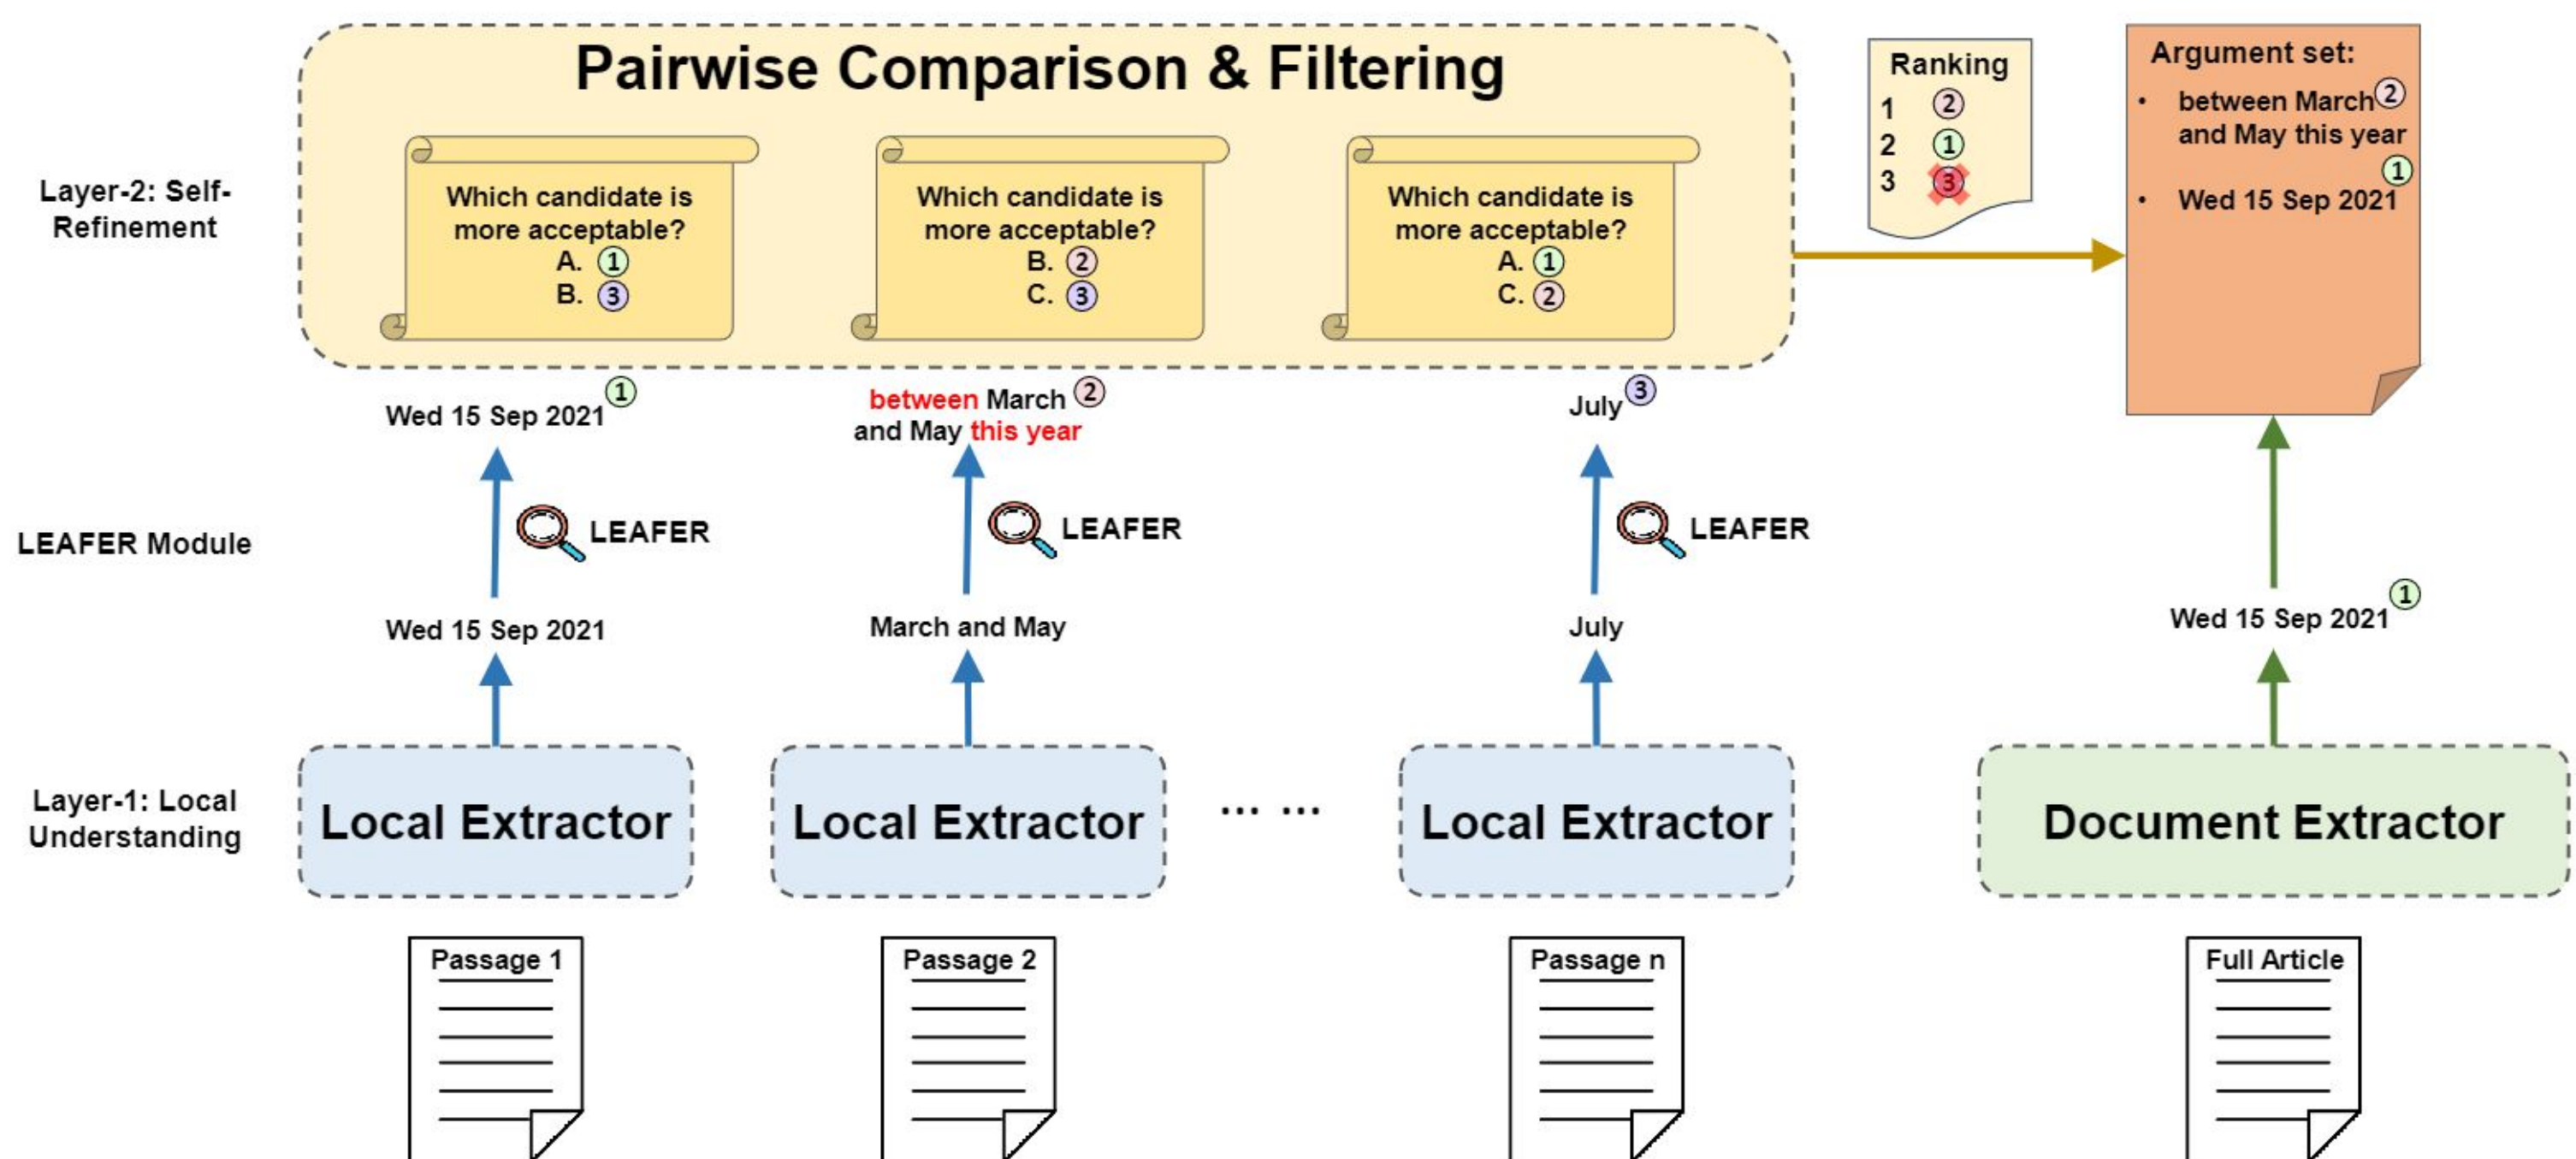 Pairwise Comparison & Filtering
Layer-2: Self-
Refinement
Which candidate is
more acceptable?
A. 1
B. 3
Which candidate is
more acceptable?
B. 2
C. 3
Which candidate is
more acceptable?
A. 1
C. 2
Ranking
1 2
2 1
3 3
Argument set:
• between March 2
and May this year
1
• Wed 15 Sep 2021
Wed 15 Sep 2021 1
between March 2
and May this year
July 3
LEAFER Module
LEAFER
LEAFER
LEAFER
Wed 15 Sep 2021
March and May
July
Wed 15 Sep 2021 1
Layer-1: Local
Understanding
Local Extractor
Local Extractor
... ...
Local Extractor
Document Extractor
Passage 1
Passage 2
Passage n
Full Article